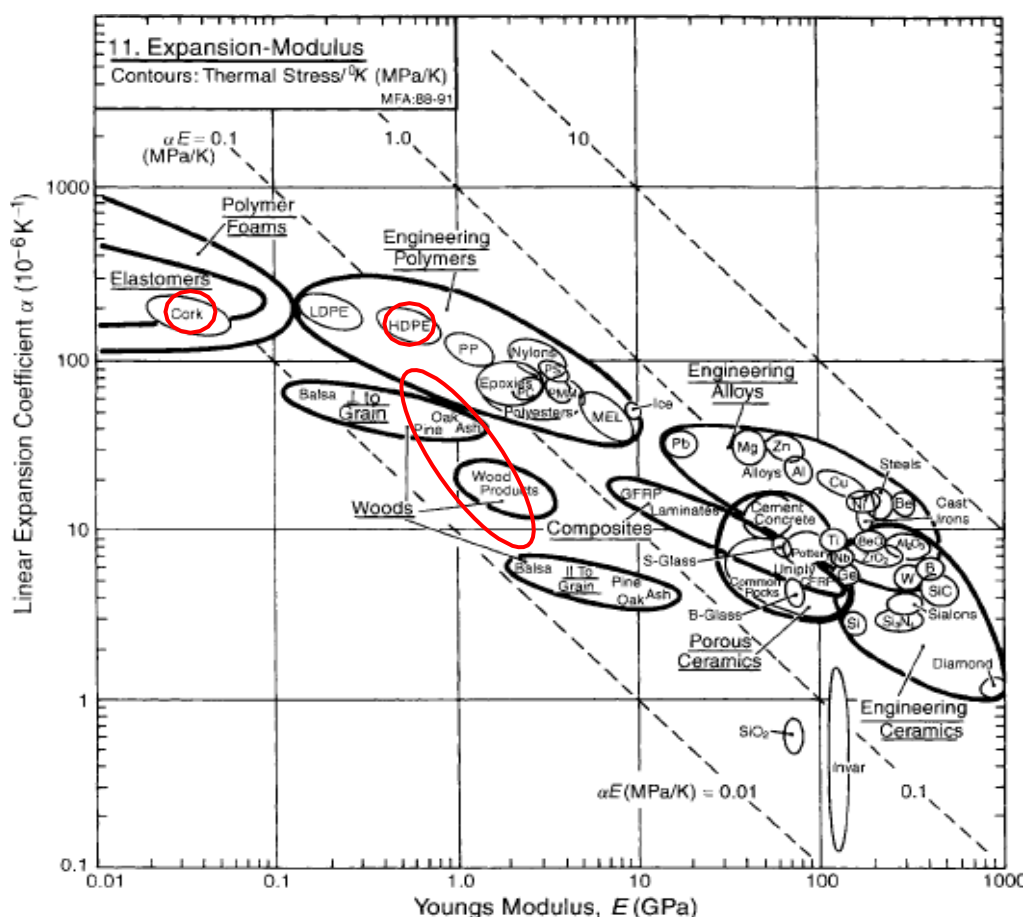 11. Expansion-Modulus
Contours: Thermal Stress/⁰K (MPa/K)
MFA:88-91
αE = 0.1
(MPa/K)
1.0
10
1000
Polymer
Foams
Engineering
Polymers
Elastomers
Cork
LDPE
HDPE
PP
Nylons
PS
Epoxies
PC
PMM
Polyesters
MEL
Ice
100
Engineering
Alloys
Balsa
⊥ to
Grain
Oak
Pine
Ash
Pb
Mg
Zn
Alloys
Al
Steels
Cu
Ni
Be
Cast
Irons
Wood
Products
Woods
GFRP
Laminates
Composites
Cement
Concrete
10
S-Glass
Potter
Ti
BeO
Al₂O₃
Nb
ZrO₂
Uniply
CFRP
Ge
W
B
SiC
Balsa
II To
Grain
Pine
Oak
Ash
Common
Rocks
B-Glass
Sialons
Si
Si₃N₄
Porous
Ceramics
Diamond
Engineering
Ceramics
1
SiO₂
Invar
αE(MPa/K) = 0.01
0.1
0.1
0.01
0.1
1.0
10
100
1000
Linear Expansion Coefficient α (10⁻⁶K⁻¹)
Youngs Modulus, E (GPa)